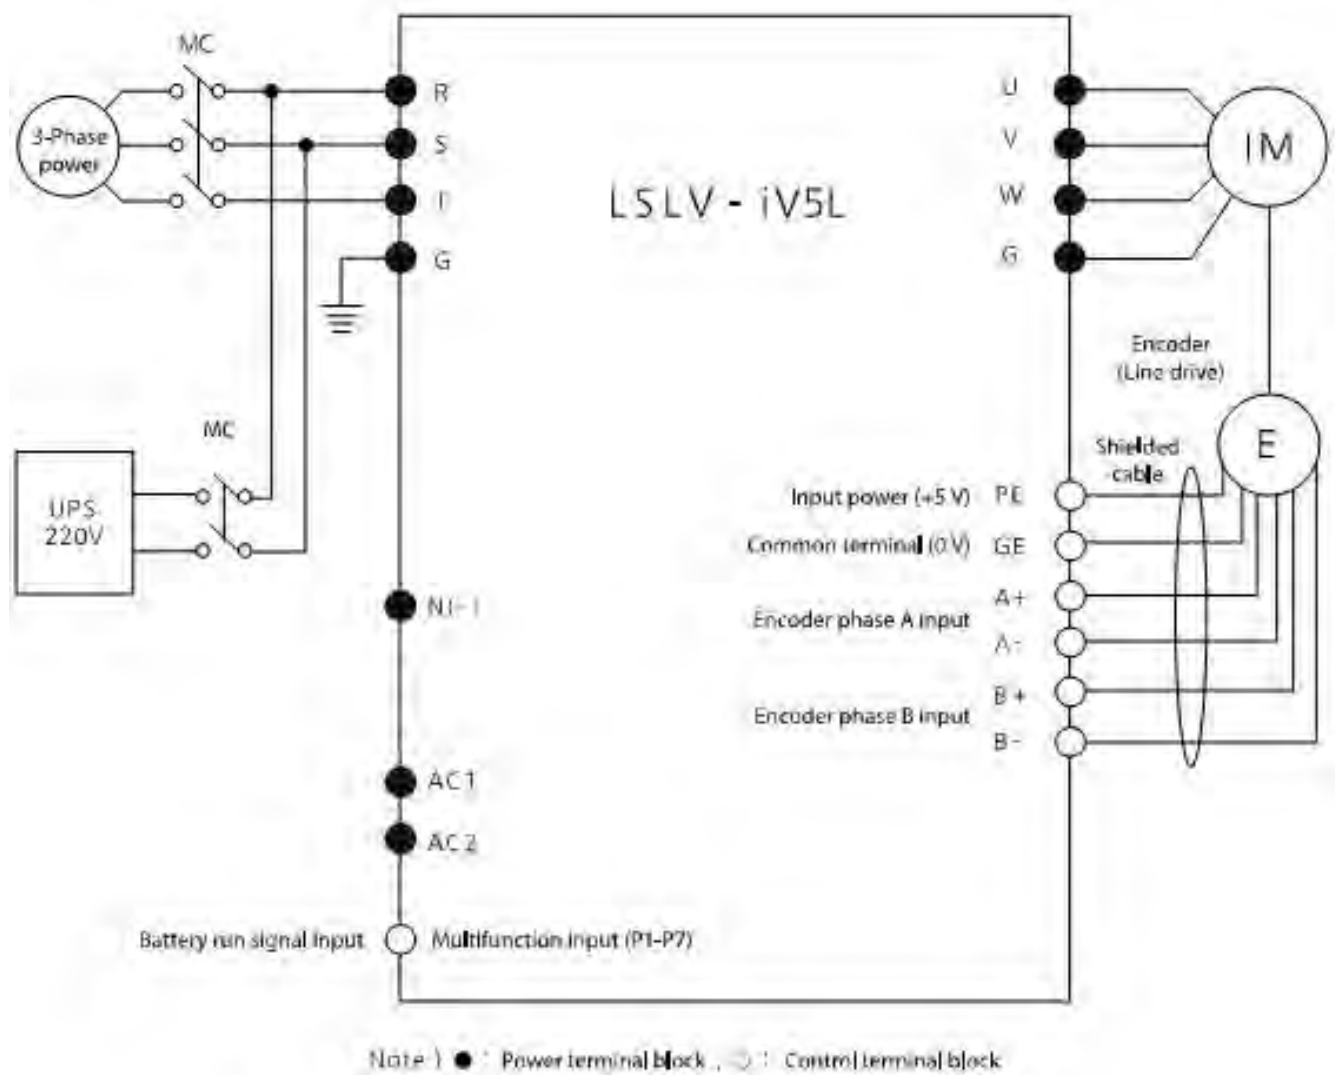 MC
3-Phase
power
R
S
T
G
LSLV - iV5L
U
V
W
G
IM
Encoder
(Line drive)
E
MC
UPS
220V
Shielded
cable
Input power (+5 V) PE
Common terminal (0 V) GE
A+
Encoder phase A input
A-
B+
Encoder phase B input
B-
AC1
AC2
Battery run signal input
Multifunction input (P1-P7)
Note ) ● : Power terminal block , ○ : Control terminal block